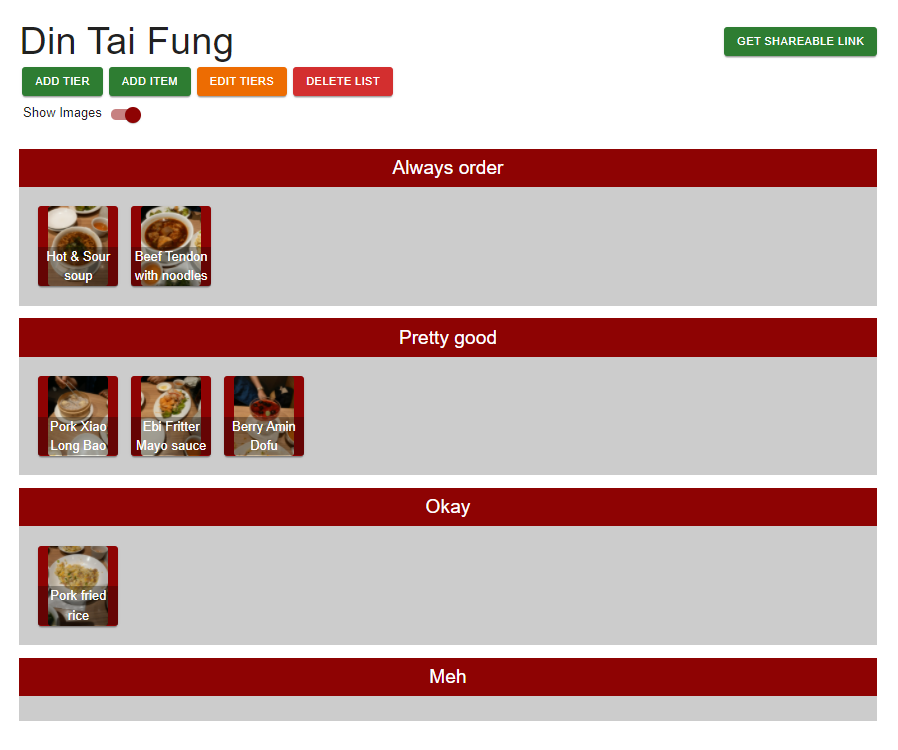 Din Tai Fung
GET SHAREABLE LINK
ADD TIER ADD ITEM EDIT TIERS DELETE LIST
Show Images
Always order
Hot & Sour
soup
Beef Tendon
with noodles
Pretty good
Pork Xiao
Long Bao
Ebi Fritter
Mayo sauce
Berry Amin
Dofu
Okay
Pork fried
rice
Meh